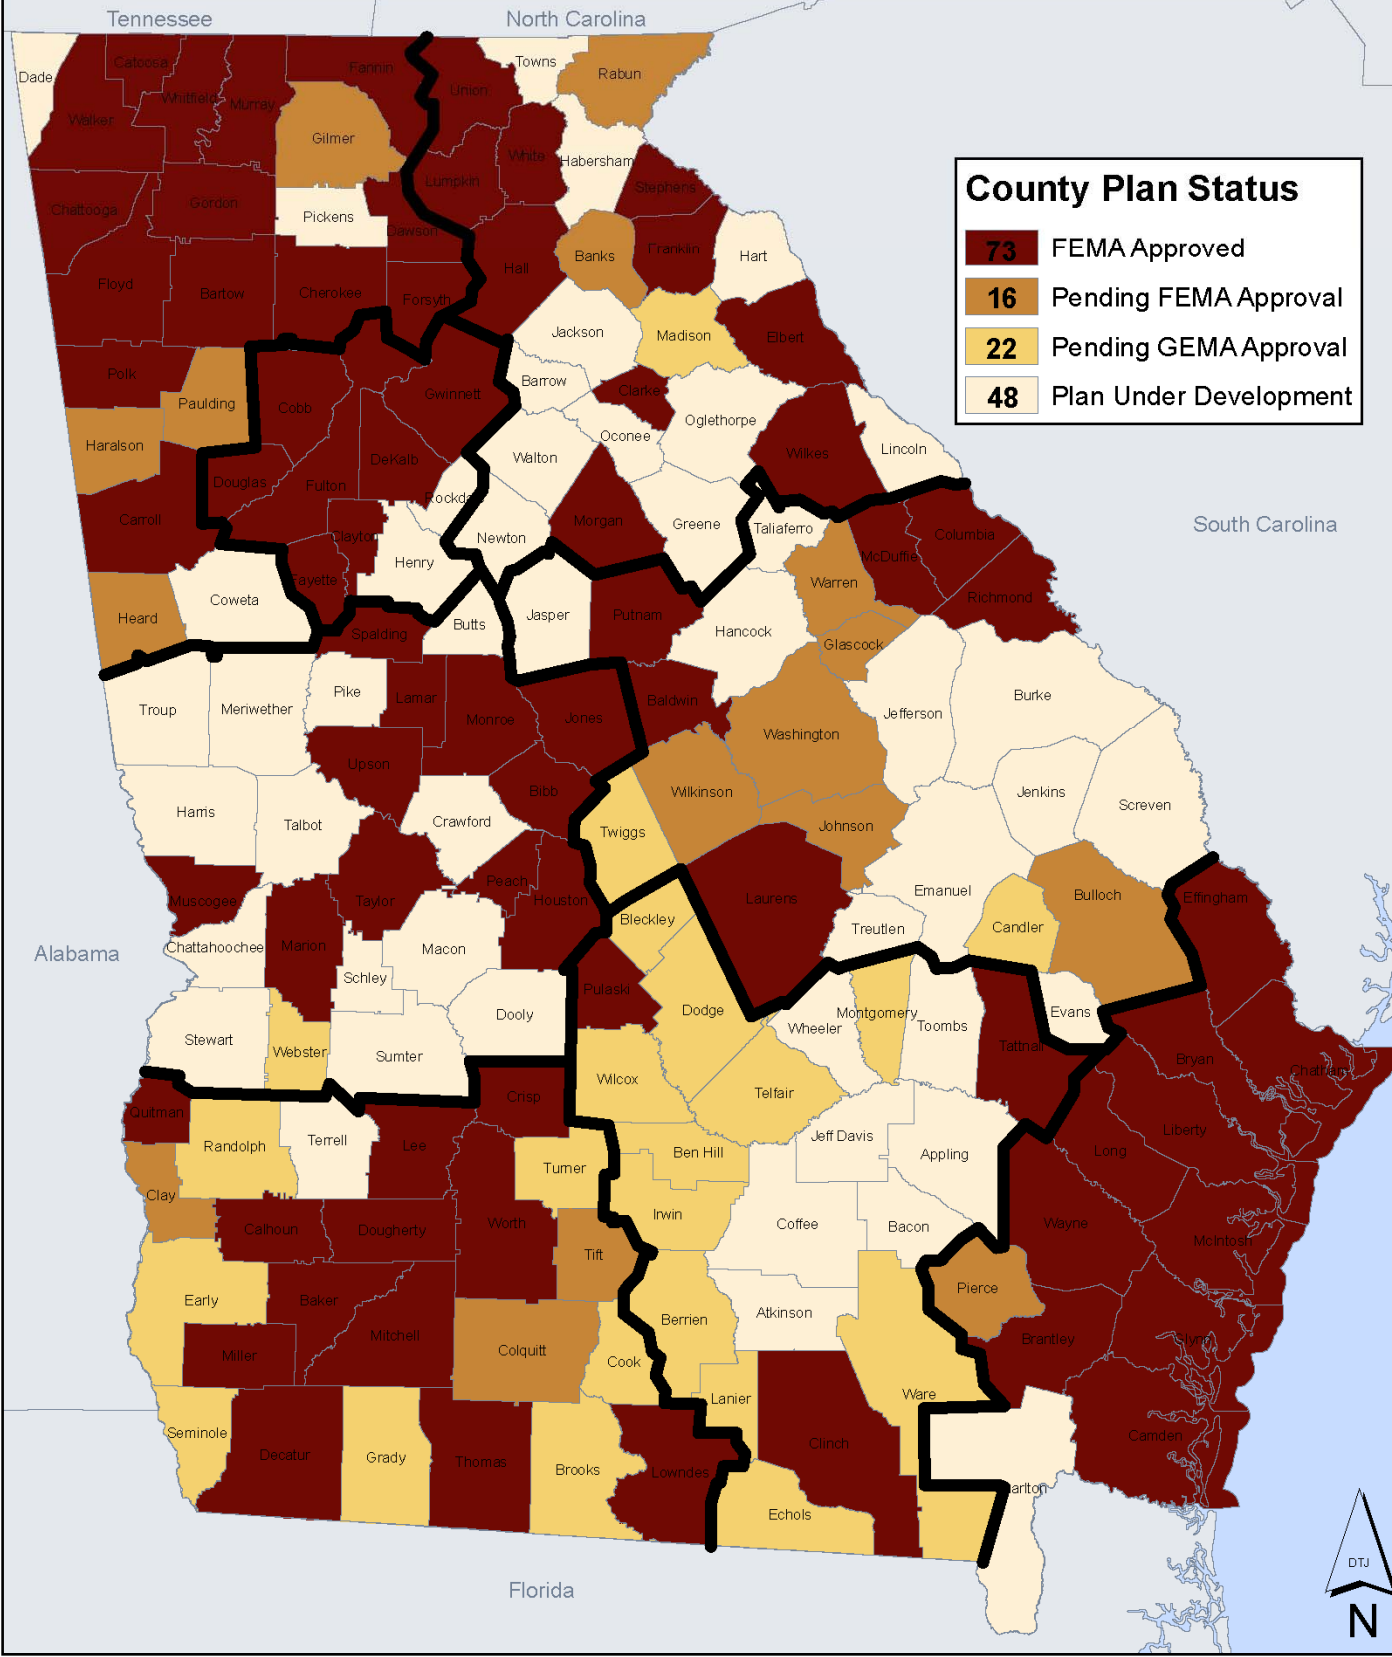 Tennessee
North Carolina
Dade
Catoosa
Fannin
Union
Towns
Rabun
Walker
Whitfield
Murray
Gilmer
White
Habersham
Lumpkin
Stephens
County Plan Status
73 FEMA Approved
16 Pending FEMA Approval
22 Pending GEMA Approval
48 Plan Under Development
Chattooga
Gordon
Pickens
Dawson
Hall
Banks
Franklin
Hart
Floyd
Bartow
Cherokee
Forsyth
Jackson
Madison
Elbert
Polk
Paulding
Cobb
Gwinnett
Barrow
Clarke
Oglethorpe
Haralson
Oconee
Walton
Wilkes
Lincoln
DeKalb
Douglas
Fulton
Rockda
Carroll
Clayton
Newton
Morgan
Greene
Taliaferro
South Carolina
Columbia
McDuffie
Henry
Fayette
Coweta
Warren
Richmond
Heard
Spalding
Butts
Jasper
Putnam
Hancock
Glascock
Troup
Meriwether
Pike
Lamar
Monroe
Jones
Baldwin
Washington
Jefferson
Burke
Upson
Bibb
Wilkinson
Jenkins
Screven
Harris
Talbot
Crawford
Twiggs
Johnson
Muscogee
Taylor
Peach
Houston
Laurens
Emanuel
Bulloch
Effingham
Candler
Bleckley
Treutlen
Alabama
Chattahoochee
Marion
Macon
Schley
Pulaski
Dodge
Dooly
Wheeler
Montgomery
Toombs
Evans
Tattnall
Stewart
Webster
Sumter
Wilcox
Telfair
Bryan
Chatham
Quitman
Randolph
Terrell
Lee
Crisp
Turner
Ben Hill
Jeff Davis
Appling
Long
Liberty
Clay
Calhoun
Dougherty
Worth
Tift
Irwin
Coffee
Bacon
Wayne
McIntosh
Early
Baker
Mitchell
Miller
Colquitt
Cook
Berrien
Atkinson
Pierce
Brantley
Glynn
Lanier
Ware
Seminole
Decatur
Grady
Thomas
Brooks
Lowndes
Clinch
Camden
Echols
arlton
Florida
DTJ
N